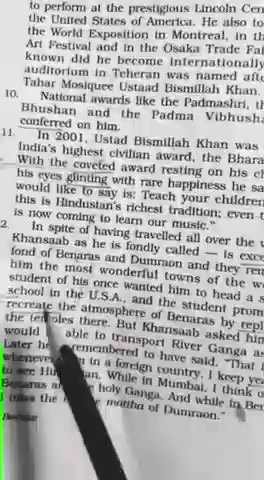 to perform at the prestigious Lincoln Cen
the United States of America. He also to
the World Exposition in Montreal, in th
Art Festival and in the Osaka Trade Fai
known did he become internationally
auditorium in Teheran was named afte
Tahar Mosiquee Ustaad Bismillah Khan.
10. National awards like the Padmashri, th
Bhushan and the Padma Vibhusha
conferred on him.
11. In 2001, Ustad Bismillah Khan was
India's highest civilian award, the Bhara
With the coveted award resting on his ch
his eyes glinting with rare happiness he sa
would like to say is: Teach your children
this is Hindustan's richest tradition; even t
is now coming to learn our music."
2. In spite of having travelled all over the w
Khansaab as he is fondly called — is exce
fond of Benaras and Dumraon and they rem
him the most wonderful towns of the wo
student of his once wanted him to head a s
school in the U.S.A., and the student prom
recreate the atmosphere of Benaras by repl
the temples there. But Khansaab asked him
would able to transport River Ganga as
Later he remembered to have said, "That i
whenever in a foreign country, I keep yea
to see Hin an. While in Mumbai, I think o
Benaras an holy Ganga. And while in Ben
I miss the mattha of Dumraon."